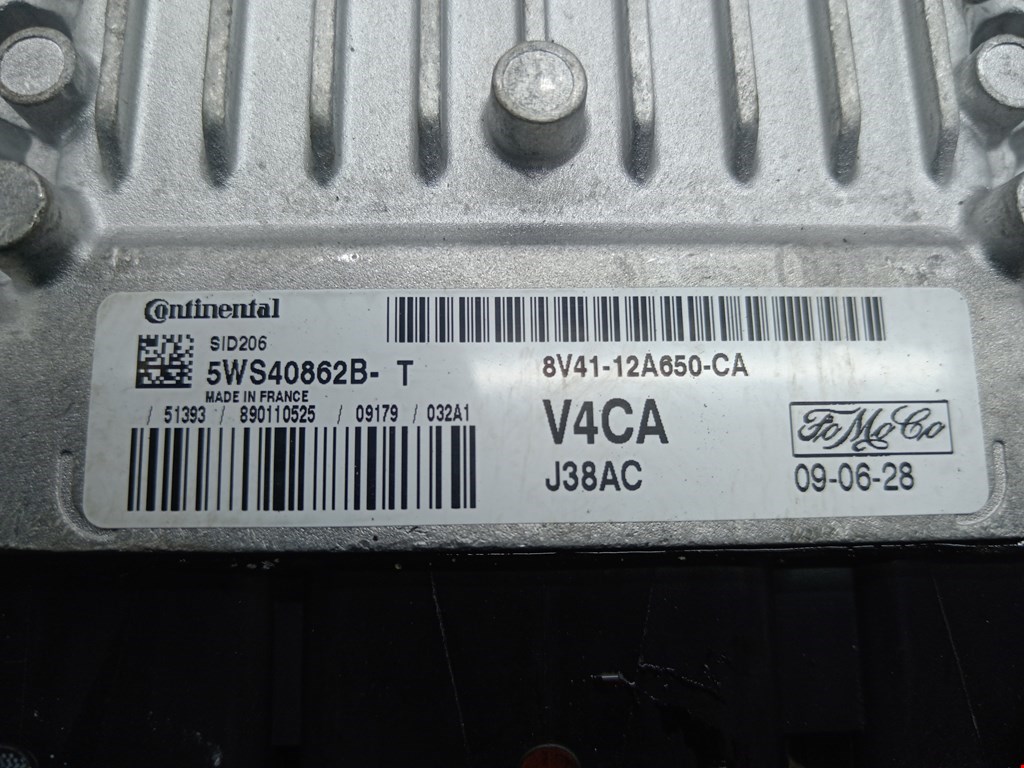 Continental
SID206
5WS40862B- T
MADE IN FRANCE
/ 51393 / 890110525 / 09179 / 032A1
8V41-12A650-CA
V4CA
J38AC
FoMoCo
09-06-28